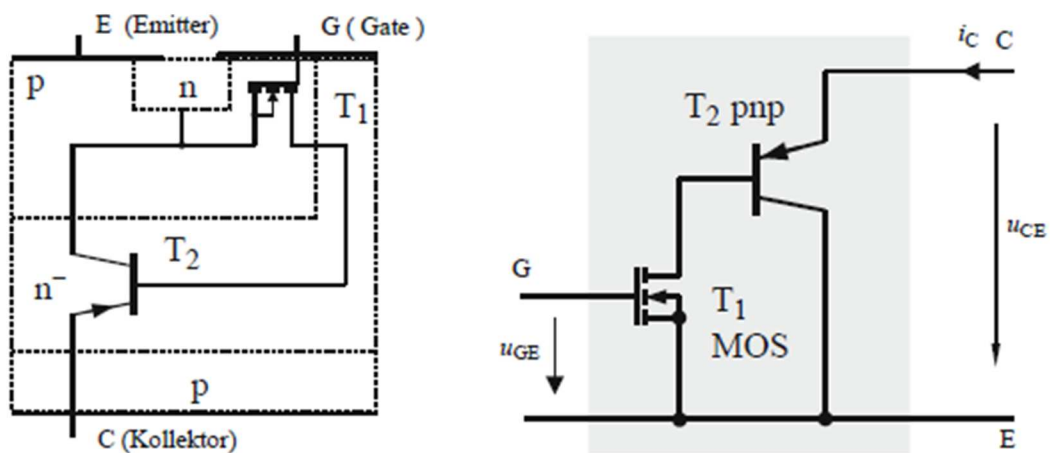 E (Emitter)
G ( Gate )
p
n
T1
T2
n−
p
C (Kollektor)
iC C
T2 pnp
uCE
G
T1
MOS
uGE
E